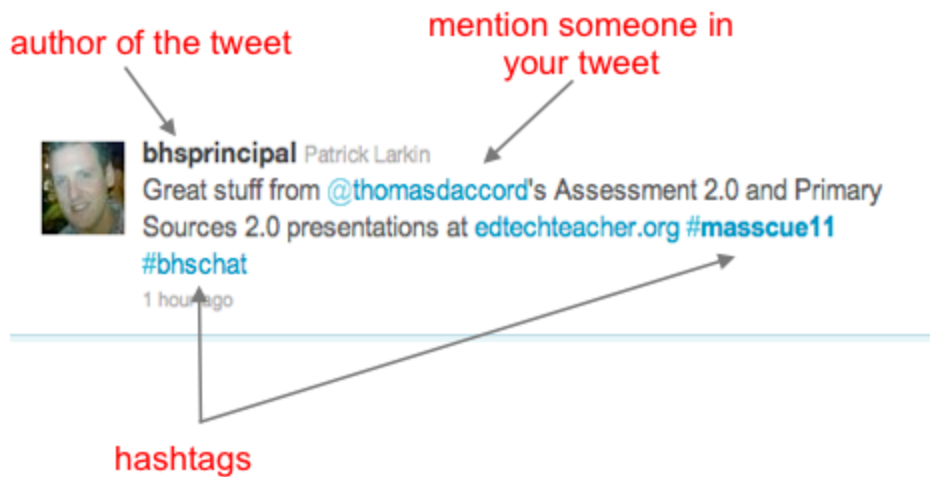 author of the tweet
mention someone in
your tweet
bhsprincipal Patrick Larkin
Great stuff from @thomasdaccord's Assessment 2.0 and Primary
Sources 2.0 presentations at edtechteacher.org #masscue11
#bhschat
1 hour ago
hashtags